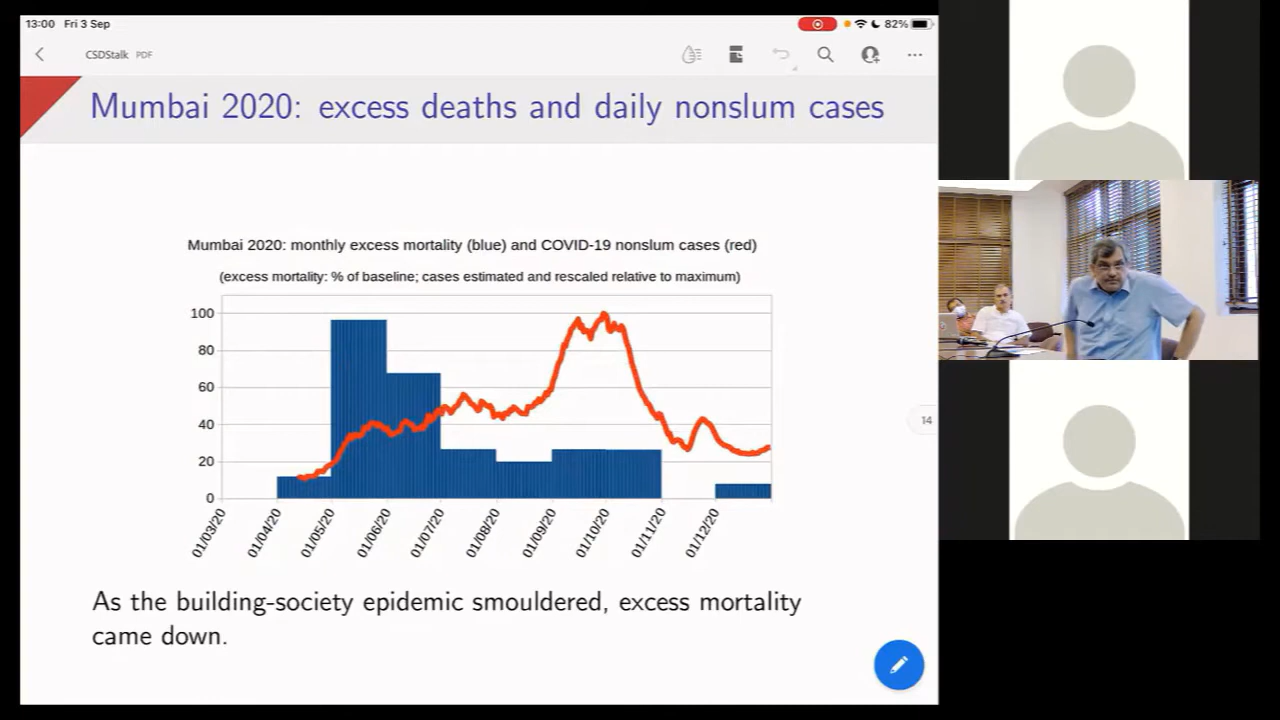 13:00 Fri 3 Sep
82%
CSDStalk PDF
Mumbai 2020: excess deaths and daily nonslum cases
Mumbai 2020: monthly excess mortality (blue) and COVID-19 nonslum cases (red)
(excess mortality: % of baseline; cases estimated and rescaled relative to maximum)
100
80
60
40
20
0
01/03/20
01/04/20
01/05/20
01/06/20
01/07/20
01/08/20
01/09/20
01/10/20
01/11/20
01/12/20
14
As the building-society epidemic smouldered, excess mortality
came down.